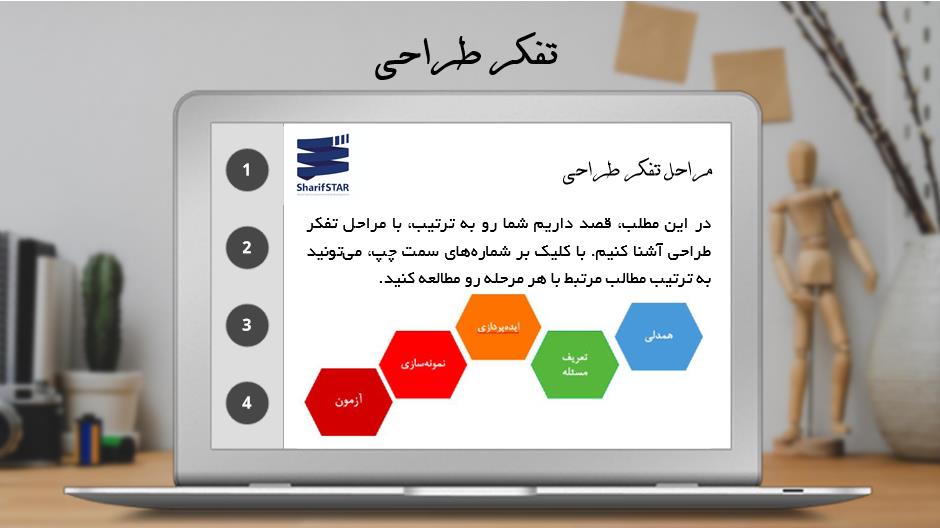 تفکر طراحی
SharifSTAR
مراحل تفکر طراحی
در این مطلب، قصد داریم شما رو به ترتیب، با مراحل تفکر
طراحی آشنا کنیم. با کلیک بر شماره‌های سمت چپ، می‌تونید
به ترتیب مطالب مرتبط با هر مرحله رو مطالعه کنید.
همدلی
تعریف
مسئله
ایده‌پردازی
نمونه‌سازی
آزمون
1
2
3
4